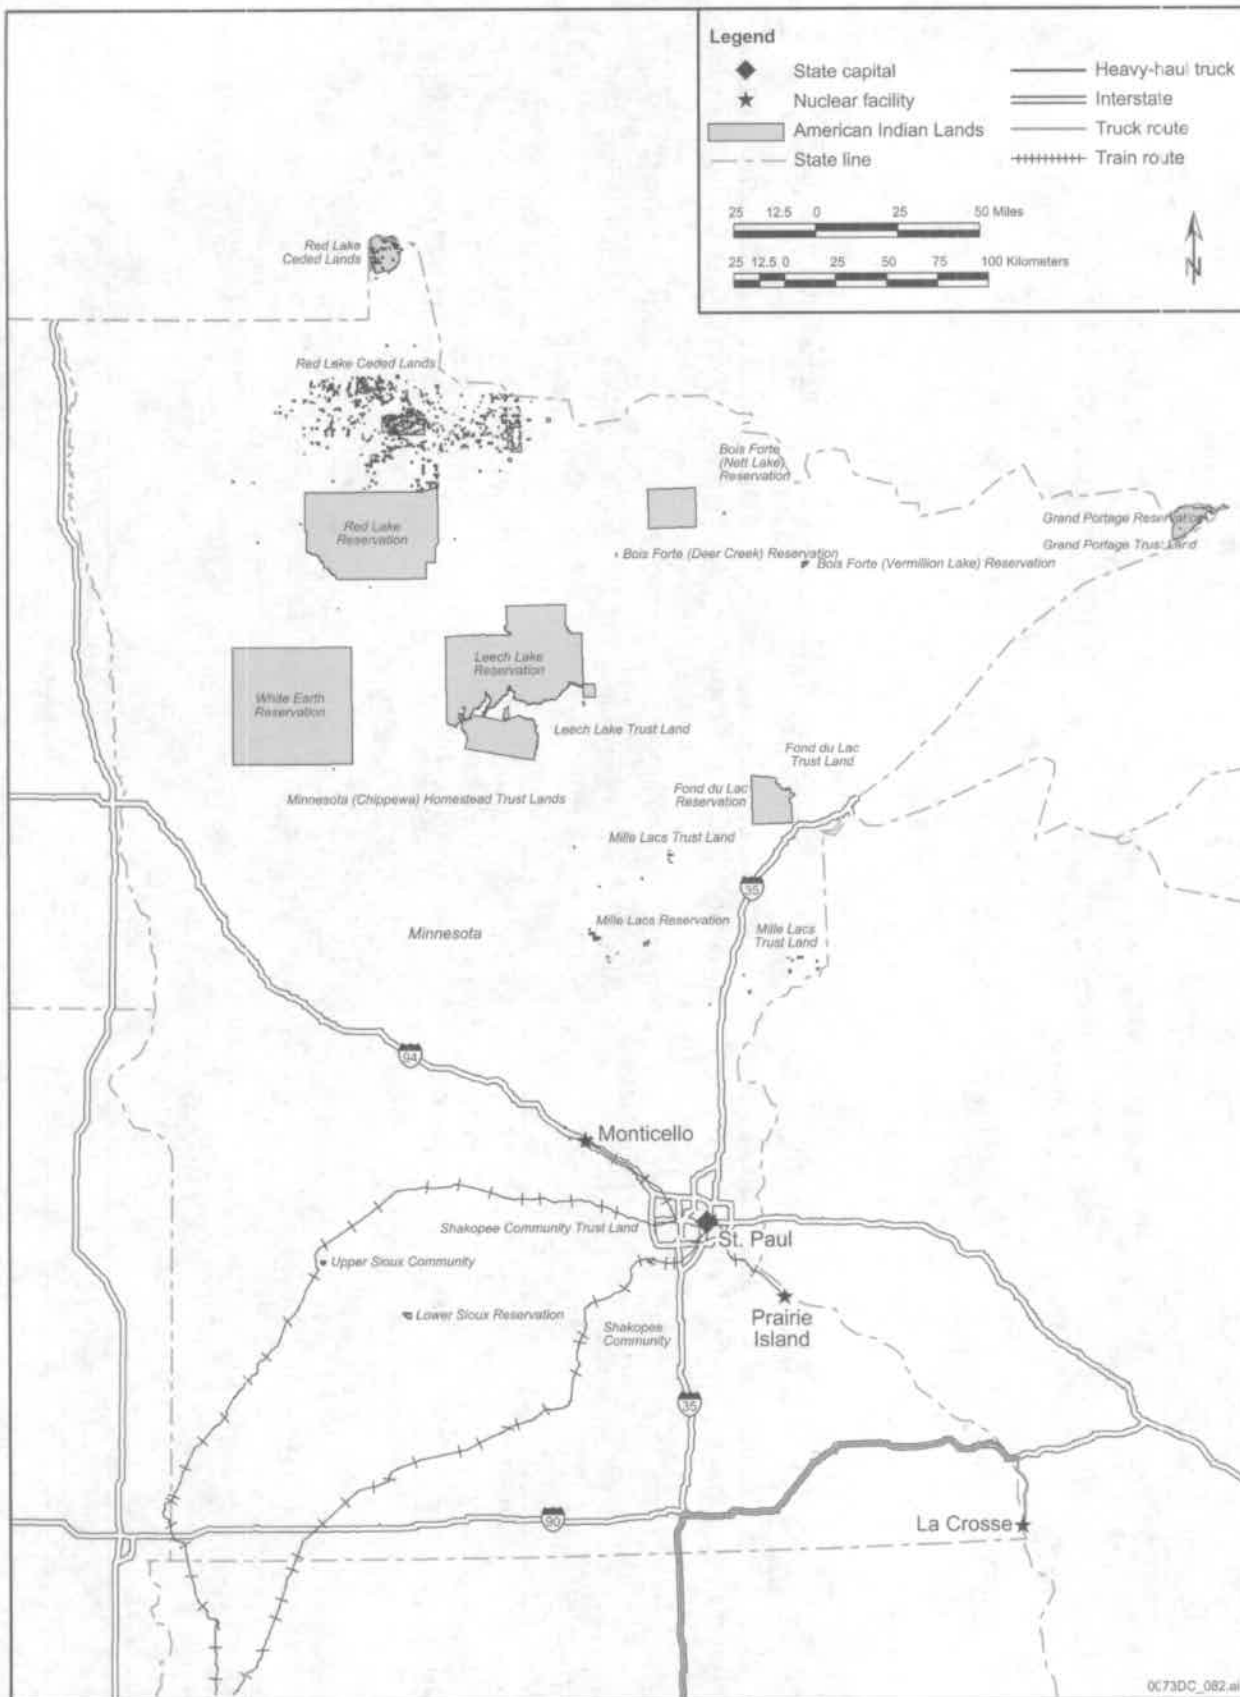 Legend
State capital
Nuclear facility
American Indian Lands
State line
Heavy-haul truck
Interstate
Truck route
Train route
25 12.5 0 25 50 Miles
25 12.5 0 25 50 75 100 Kilometers
N
Red Lake
Ceded Lands
Red Lake Ceded Lands
Red Lake
Reservation
Bois Forte
(Nett Lake)
Reservation
Grand Portage Reservation
Grand Portage Trust Land
Bois Forte (Deer Creek) Reservation
Bois Forte (Vermillion Lake) Reservation
Leech Lake
Reservation
White Earth
Reservation
Leech Lake Trust Land
Fond du Lac
Trust Land
Fond du Lac
Reservation
Minnesota (Chippewa) Homestead Trust Lands
Mille Lacs Trust Land
35
Mille Lacs Reservation
Mille Lacs
Trust Land
Minnesota
94
Monticello
Shakopee Community Trust Land
St. Paul
Upper Sioux Community
Lower Sioux Reservation
Prairie
Island
Shakopee
Community
35
90
La Crosse
0073DC_082.ai